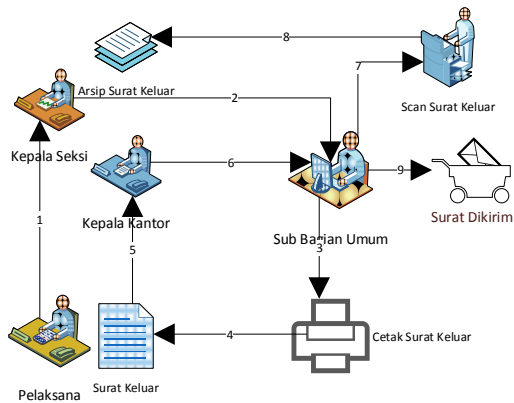 8
7
Arsip Surat Keluar
2
Scan Surat Keluar
Kepala Seksi
6
9
1
Kepala Kantor
Surat Dikirim
Sub Bagian Umum
3
5
4
Cetak Surat Keluar
Pelaksana
Surat Keluar